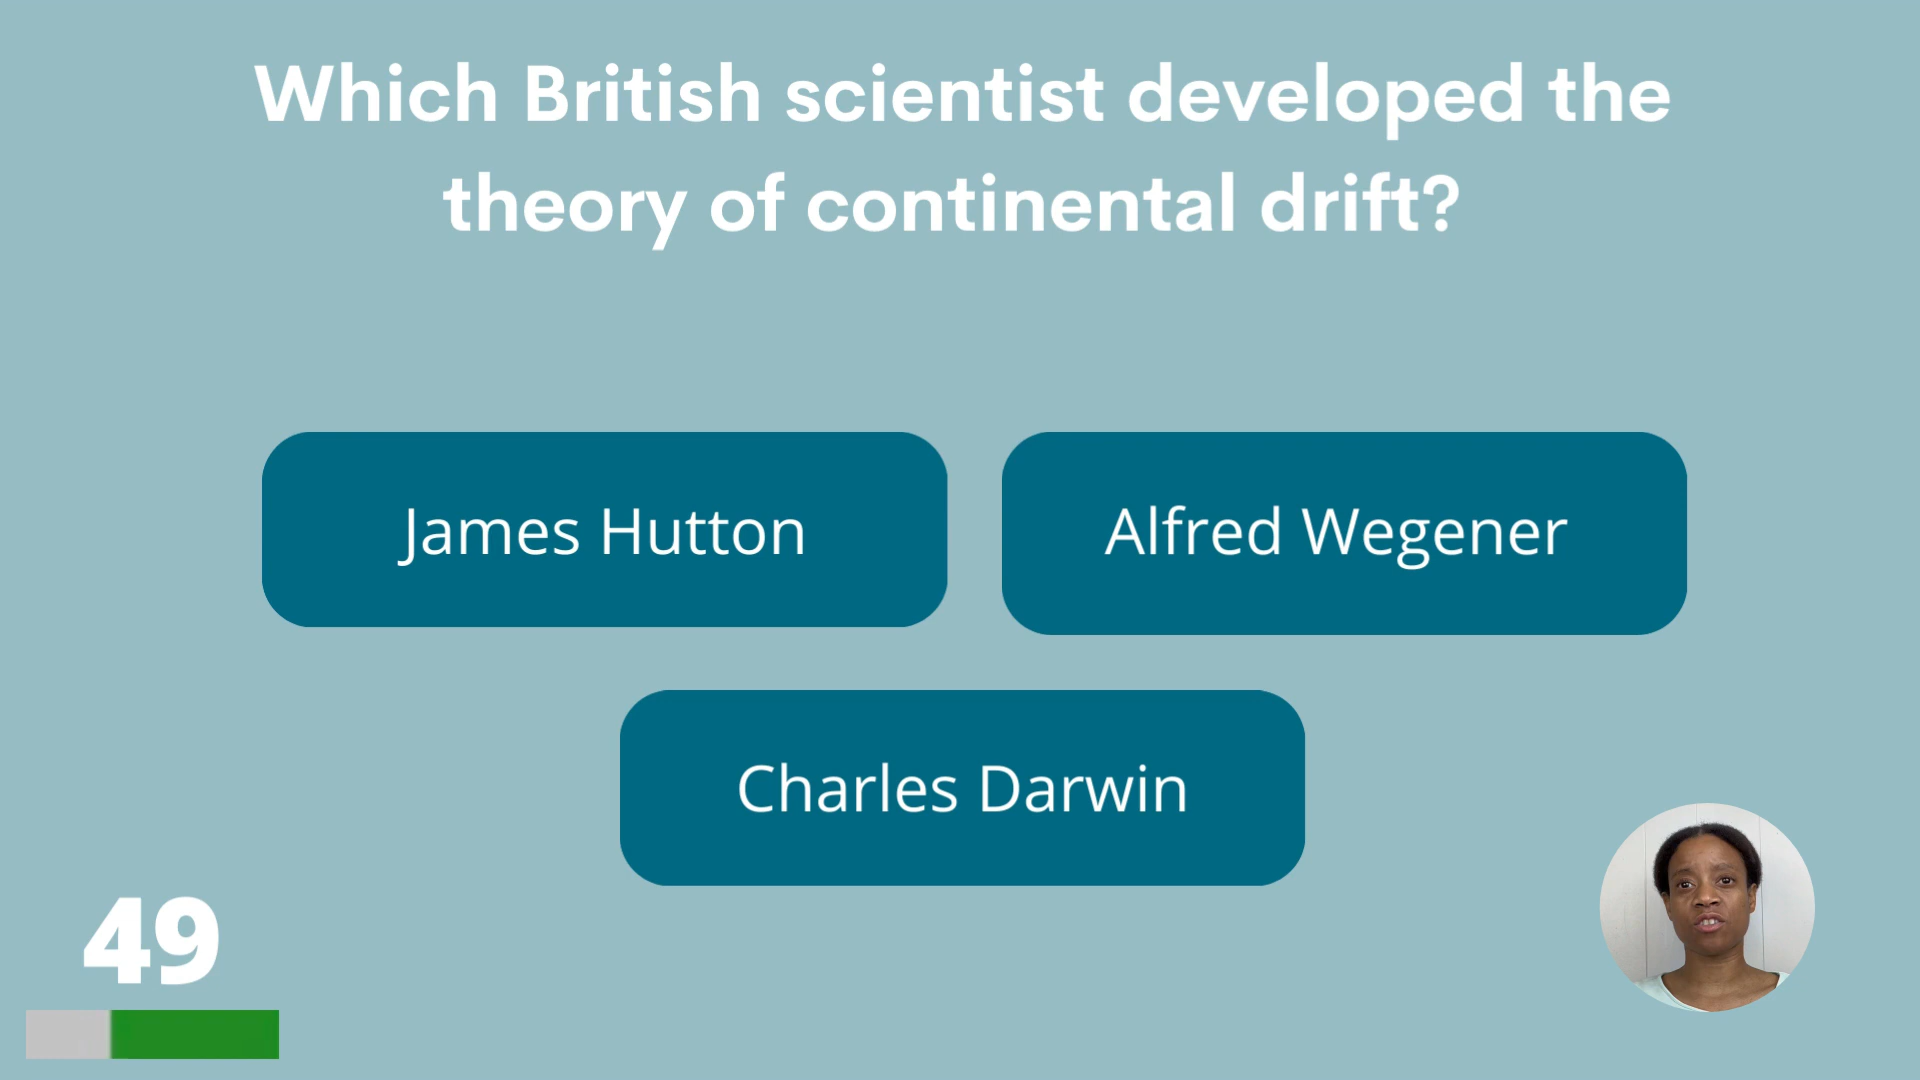 Which British scientist developed the
theory of continental drift?
James Hutton
Alfred Wegener
Charles Darwin
49